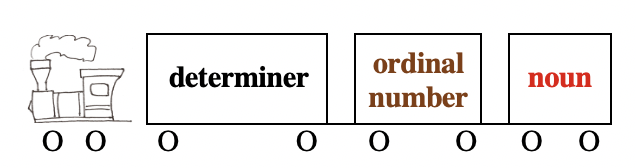 determiner
ordinal
number
noun
O O O O O O O O